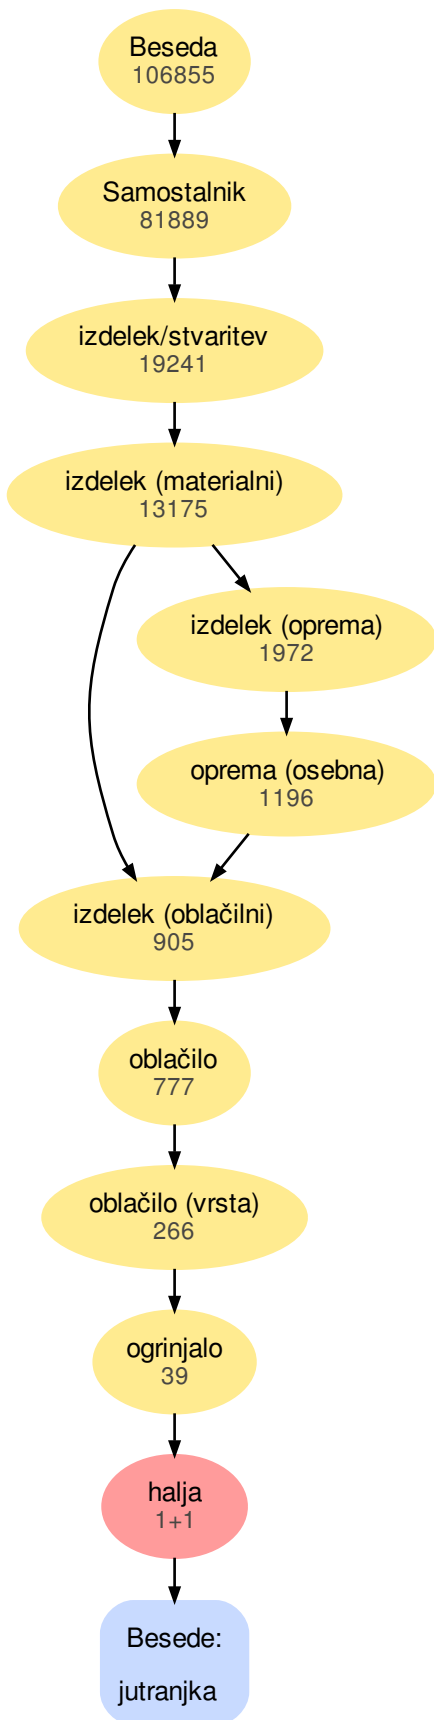 Beseda
106855
Samostalnik
81889
izdelek/stvaritev
19241
izdelek (materialni)
13175
izdelek (oprema)
1972
oprema (osebna)
1196
izdelek (oblačilni)
905
oblačilo
777
oblačilo (vrsta)
266
ogrinjalo
39
halja
1+1
Besede:
jutranjka